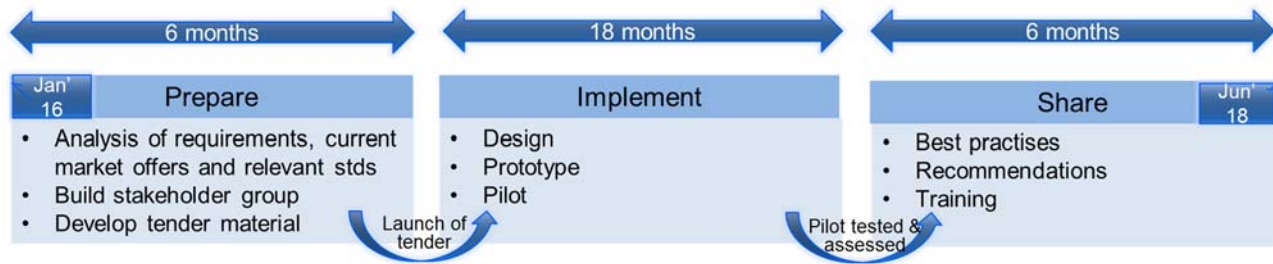 6 months
18 months
6 months
Jan'
16
Prepare
• Analysis of requirements, current
market offers and relevant stds
• Build stakeholder group
• Develop tender material
Launch of
tender
Implement
• Design
• Prototype
• Pilot
Pilot tested &
assessed
Share
Jun'
18
• Best practises
• Recommendations
• Training